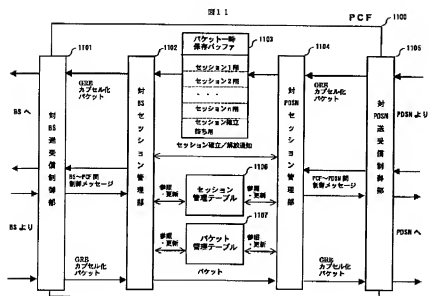 図11
PCF
1100
1101
1102
1103
1104
1105
パケット一時
保存バッファ
セッション1用
セッション2用
・・・
セッションn用
セッション確立
待ち用
セッション確立/解放通知
GRE
カプセル化
パケット
GRE
カプセル化
パケット
BSへ
BSより
PDSNより
PDSNへ
対BS送受信制御部
対BSセッション管理部
対PDSNセッション管理部
対PDSN送受信制御部
BS~PCF間
制御メッセージ
PCF~PDSN間
制御メッセージ
1106
参照
・更新
セッション
管理テーブル
参照
・更新
1107
参照
・更新
パケット
管理テーブル
参照
・更新
パケット
GRE
カプセル化
パケット
GRE
カプセル化
パケット